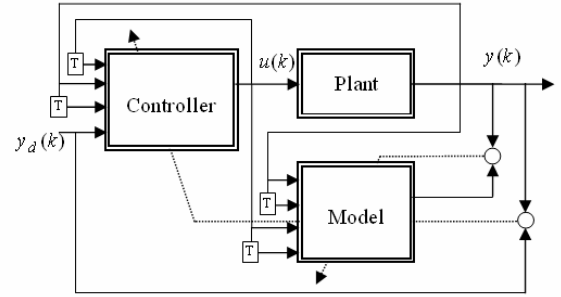 T
u(k)
y(k)
Controller
Plant
T
y_d(k)
T
Model
T